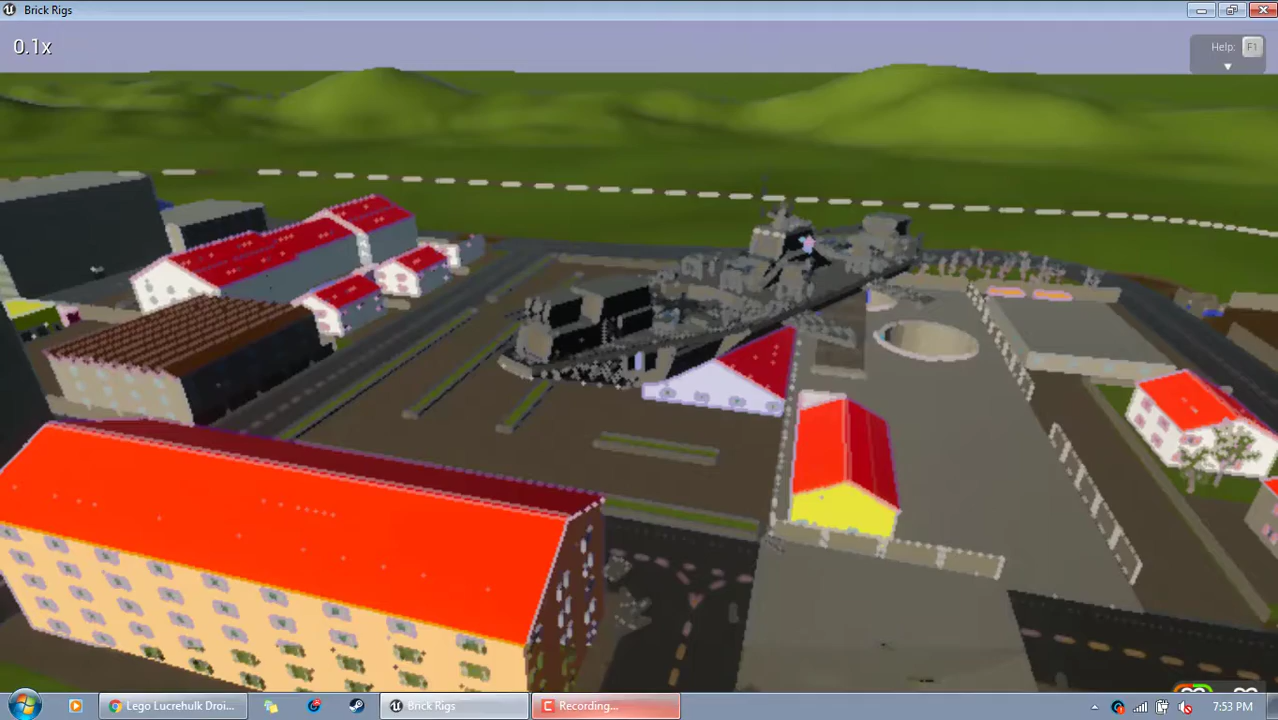 Brick Rigs
0.1x
Help: F1
Lego Lucrehulk Droi...
Brick Rigs
Recording...
7:53 PM